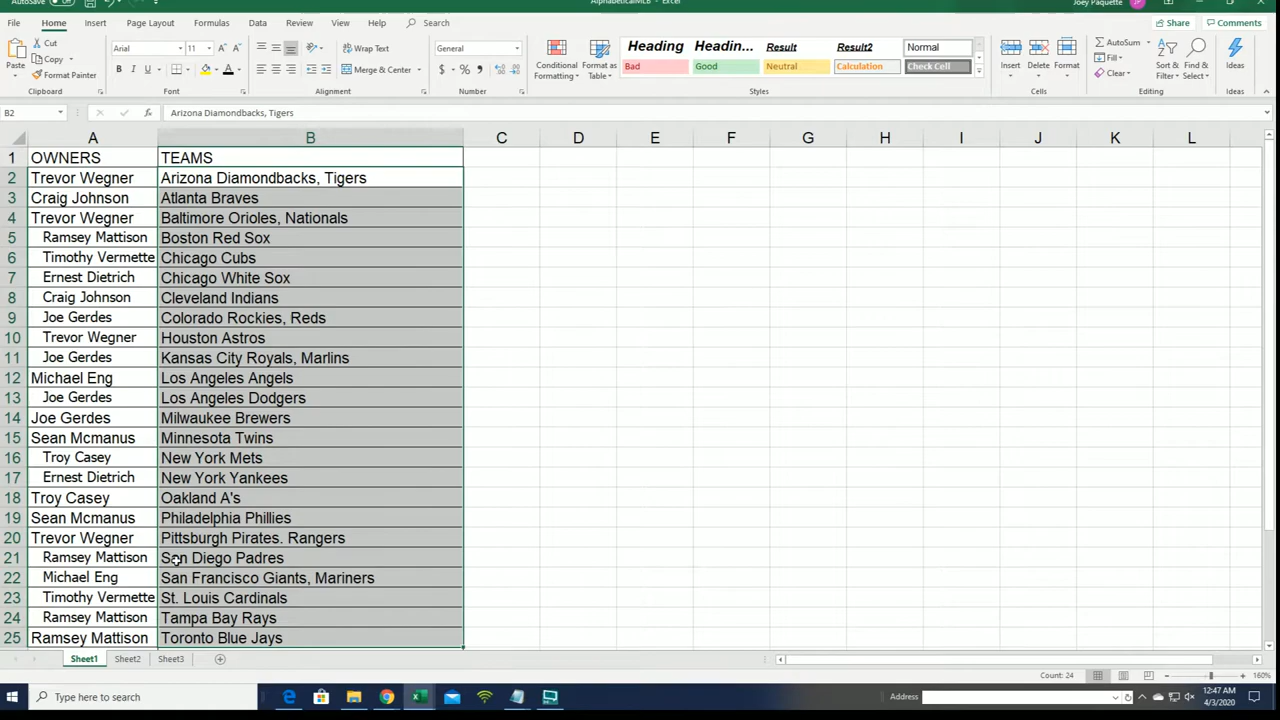 AutoSave Off AlphabeticalMLB - Excel Joey Paquette JP
File Home Insert Page Layout Formulas Data Review View Help Joey Search Share Comments
Paste Cut Copy Format Painter Clipboard
Arial 11 B I U Font
Wrap Text Merge & Center Alignment
General $ % , Number
Conditional Formatting Format as Table
Heading Headin... Result Result2 Normal
Bad Good Neutral Calculation Check Cell
Styles
Insert Delete Format Cells
AutoSum Fill Clear Sort & Filter Find & Select Editing
Ideas Ideas
B2 fx Arizona Diamondbacks, Tigers
A B C D E F G H I J K L
1 OWNERS TEAMS
2 Trevor Wegner Arizona Diamondbacks, Tigers
3 Craig Johnson Atlanta Braves
4 Trevor Wegner Baltimore Orioles, Nationals
5 Ramsey Mattison Boston Red Sox
6 Timothy Vermette Chicago Cubs
7 Ernest Dietrich Chicago White Sox
8 Craig Johnson Cleveland Indians
9 Joe Gerdes Colorado Rockies, Reds
10 Trevor Wegner Houston Astros
11 Joe Gerdes Kansas City Royals, Marlins
12 Michael Eng Los Angeles Angels
13 Joe Gerdes Los Angeles Dodgers
14 Joe Gerdes Milwaukee Brewers
15 Sean Mcmanus Minnesota Twins
16 Troy Casey New York Mets
17 Ernest Dietrich New York Yankees
18 Troy Casey Oakland A's
19 Sean Mcmanus Philadelphia Phillies
20 Trevor Wegner Pittsburgh Pirates. Rangers
21 Ramsey Mattison San Diego Padres
22 Michael Eng San Francisco Giants, Mariners
23 Timothy Vermette St. Louis Cardinals
24 Ramsey Mattison Tampa Bay Rays
25 Ramsey Mattison Toronto Blue Jays
Sheet1 Sheet2 Sheet3
Count: 24 160%
Type here to search Address 12:47 AM
4/3/2020